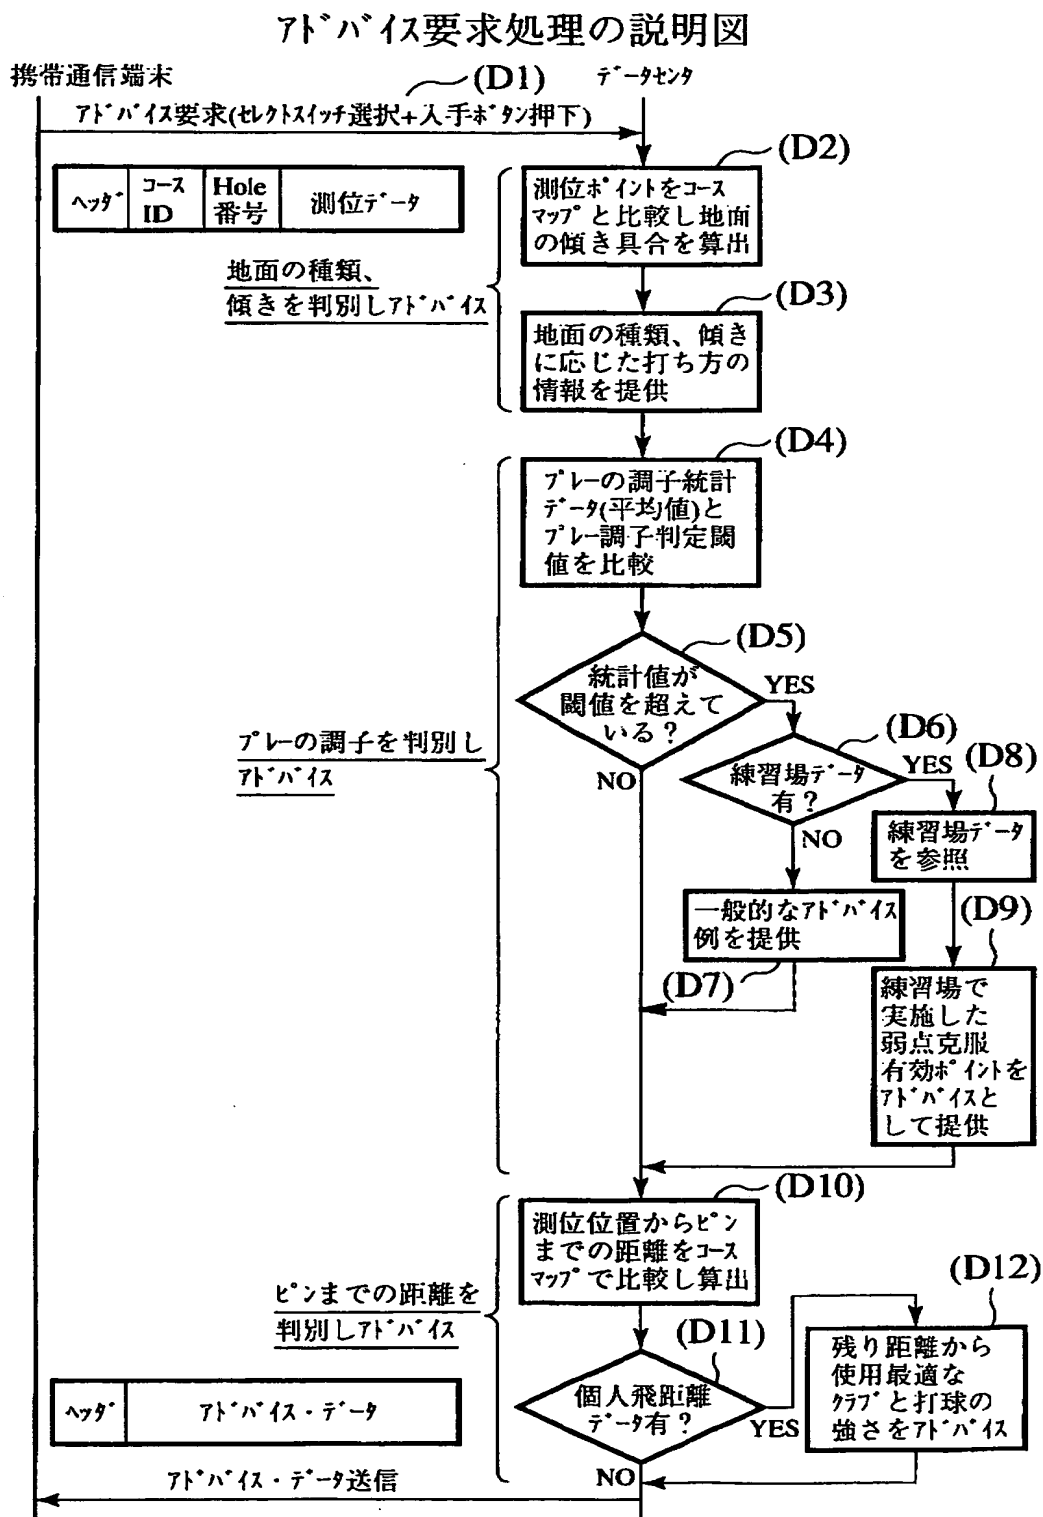 アドバイス要求処理の説明図
携帯通信端末
(D1)
データセンタ
アドバイス要求(セレクトスイッチ選択+入手ボタン押下)
(D2)
ヘッダ
コース
ID
Hole
番号
測位データ
測位ポイントをコース
マップと比較し地面
の傾き具合を算出
地面の種類、
傾きを判別しアドバイス
(D3)
地面の種類、傾き
に応じた打ち方の
情報を提供
(D4)
プレーの調子統計
データ(平均値)と
プレー調子判定閾
値を比較
(D5)
統計値が
閾値を超えて
いる?
YES
NO
プレーの調子を判別し
アドバイス
(D6)
練習場データ
有?
YES
NO
(D8)
練習場データ
を参照
一般的なアドバイス
例を提供
(D7)
(D9)
練習場で
実施した
弱点克服
有効ポイントを
アドバイスと
して提供
(D10)
測位位置からピン
までの距離をコース
マップで比較し算出
ピンまでの距離を
判別しアドバイス
(D11)
個人飛距離
データ有?
YES
NO
(D12)
残り距離から
使用最適な
クラブと打球の
強さをアドバイス
ヘッダ
アドバイス・データ
アドバイス・データ送信